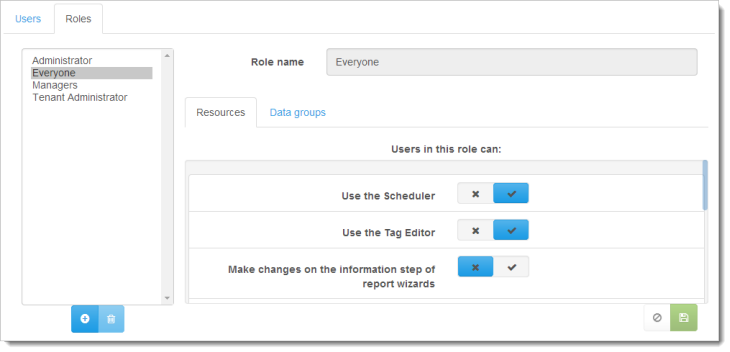 Users
Roles
Administrator
Everyone
Managers
Tenant Administrator
Role name
Everyone
Resources
Data groups
Users in this role can:
Use the Scheduler
Use the Tag Editor
Make changes on the information step of
report wizards